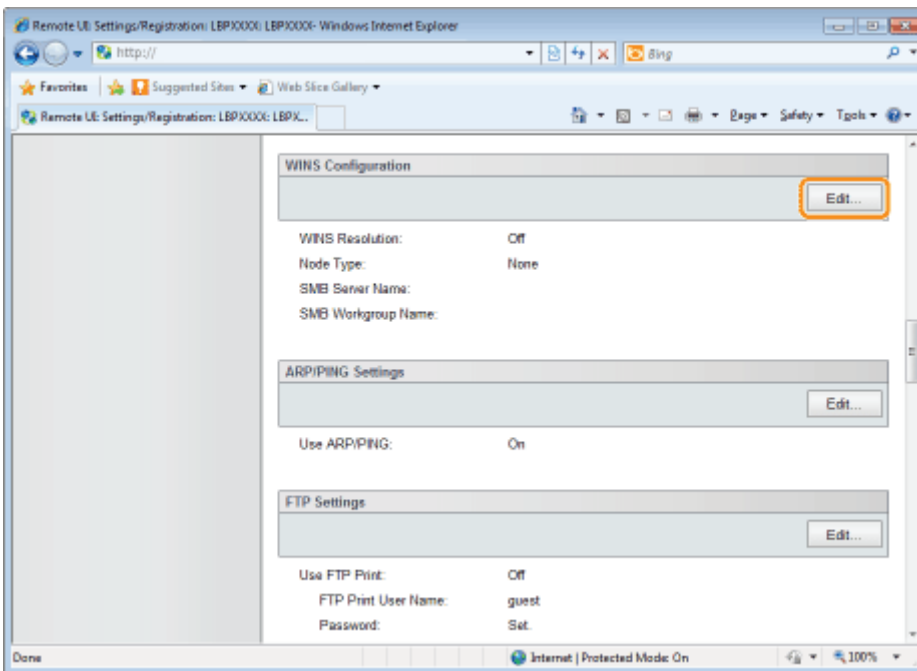 Remote UI: Settings/Registration: LBPXXXX: LBPXXXX- Windows Internet Explorer
http://
Bing
Favorites Suggested Sites Web Slice Gallery
Remote UI: Settings/Registration: LBPXXXX: LBPX... Page Safety Tools
WINS Configuration
Edit...
WINS Resolution: Off
Node Type: None
SMB Server Name:
SMB Workgroup Name:
ARP/PING Settings
Edit...
Use ARP/PING: On
FTP Settings
Edit...
Use FTP Print: Off
FTP Print User Name: guest
Password: Set.
Done Internet | Protected Mode: On 100%